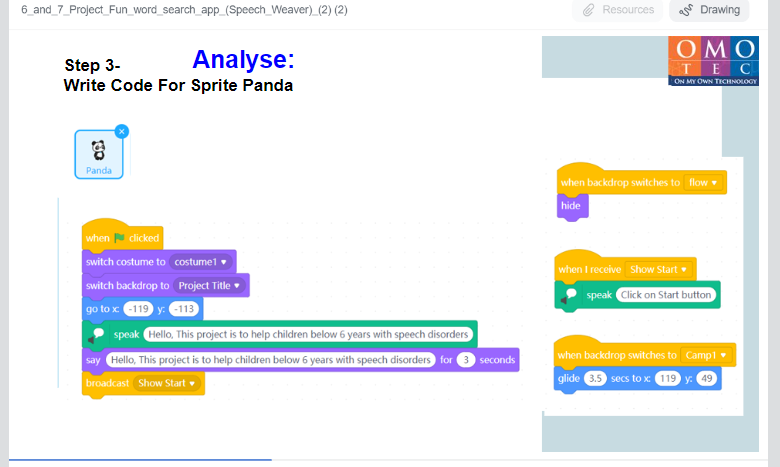 6_and_7_Project_Fun_word_search_app_(Speech_Weaver)_(2) (2)
Resources
Drawing
Step 3-
Analyse:
Write Code For Sprite Panda
OMO
TEC
ON MY OWN TECHNOLOGY
Panda
when clicked
switch costume to costume1
switch backdrop to Project Title
go to x: -119 y: -113
speak Hello, This project is to help children below 6 years with speech disorders
say Hello, This project is to help children below 6 years with speech disorders for 3 seconds
broadcast Show Start
when backdrop switches to flow
hide
when I receive Show Start
speak Click on Start button
when backdrop switches to Camp1
glide 3.5 secs to x: 119 y: 49